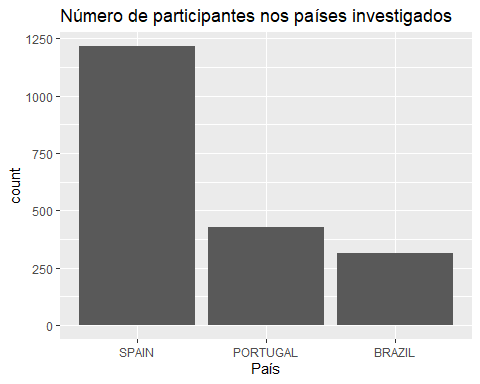 Número de participantes nos países investigados
1250
1000
750
500
250
0
count
SPAIN PORTUGAL BRAZIL
País